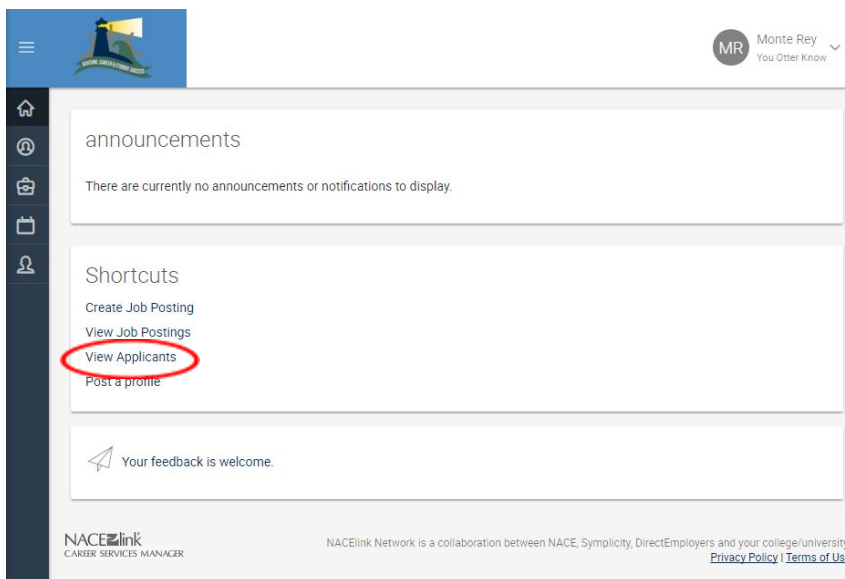 MR
Monte Rey
You Otter Know
announcements
There are currently no announcements or notifications to display.
Shortcuts
Create Job Posting
View Job Postings
View Applicants
Post a profile
Your feedback is welcome.
NACElink
CAREER SERVICES MANAGER
NACElink Network is a collaboration between NACE, Symplicity, DirectEmployers and your college/university
Privacy Policy | Terms of Us